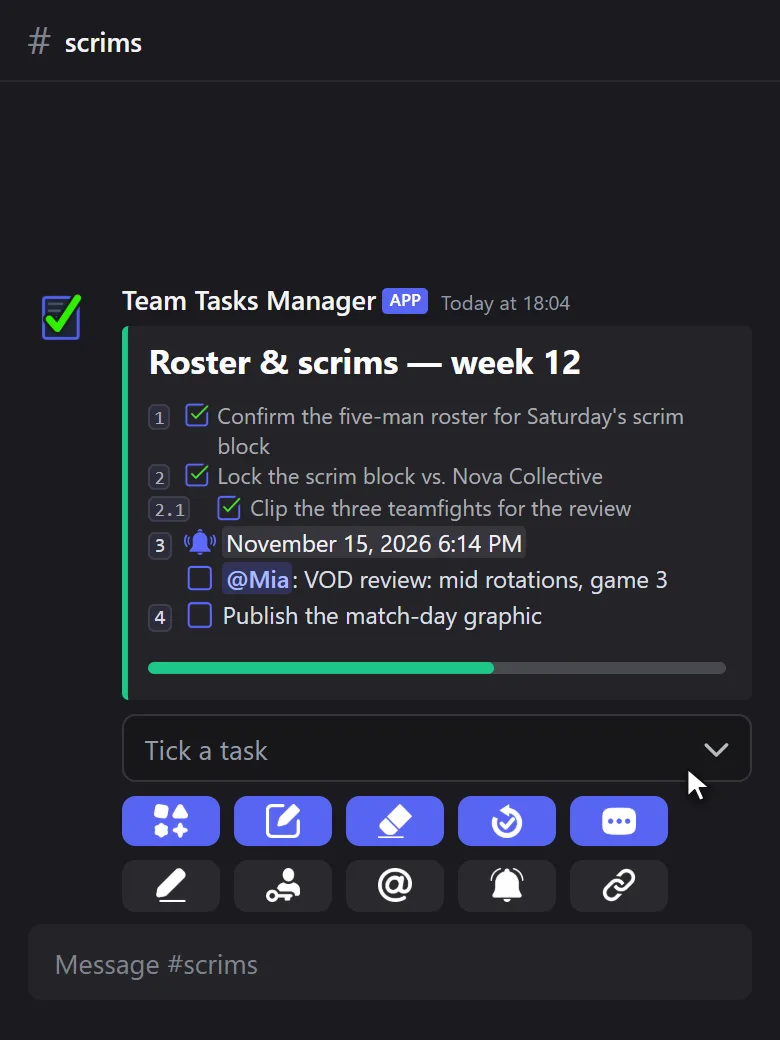 # scrims
Team Tasks Manager APP Today at 18:04
Roster & scrims — week 12
1 Confirm the five-man roster for Saturday's scrim
block
2 Lock the scrim block vs. Nova Collective
2.1 Clip the three teamfights for the review
3 November 15, 2026 6:14 PM
@Mia: VOD review: mid rotations, game 3
4 Publish the match-day graphic
Tick a task
Message #scrims